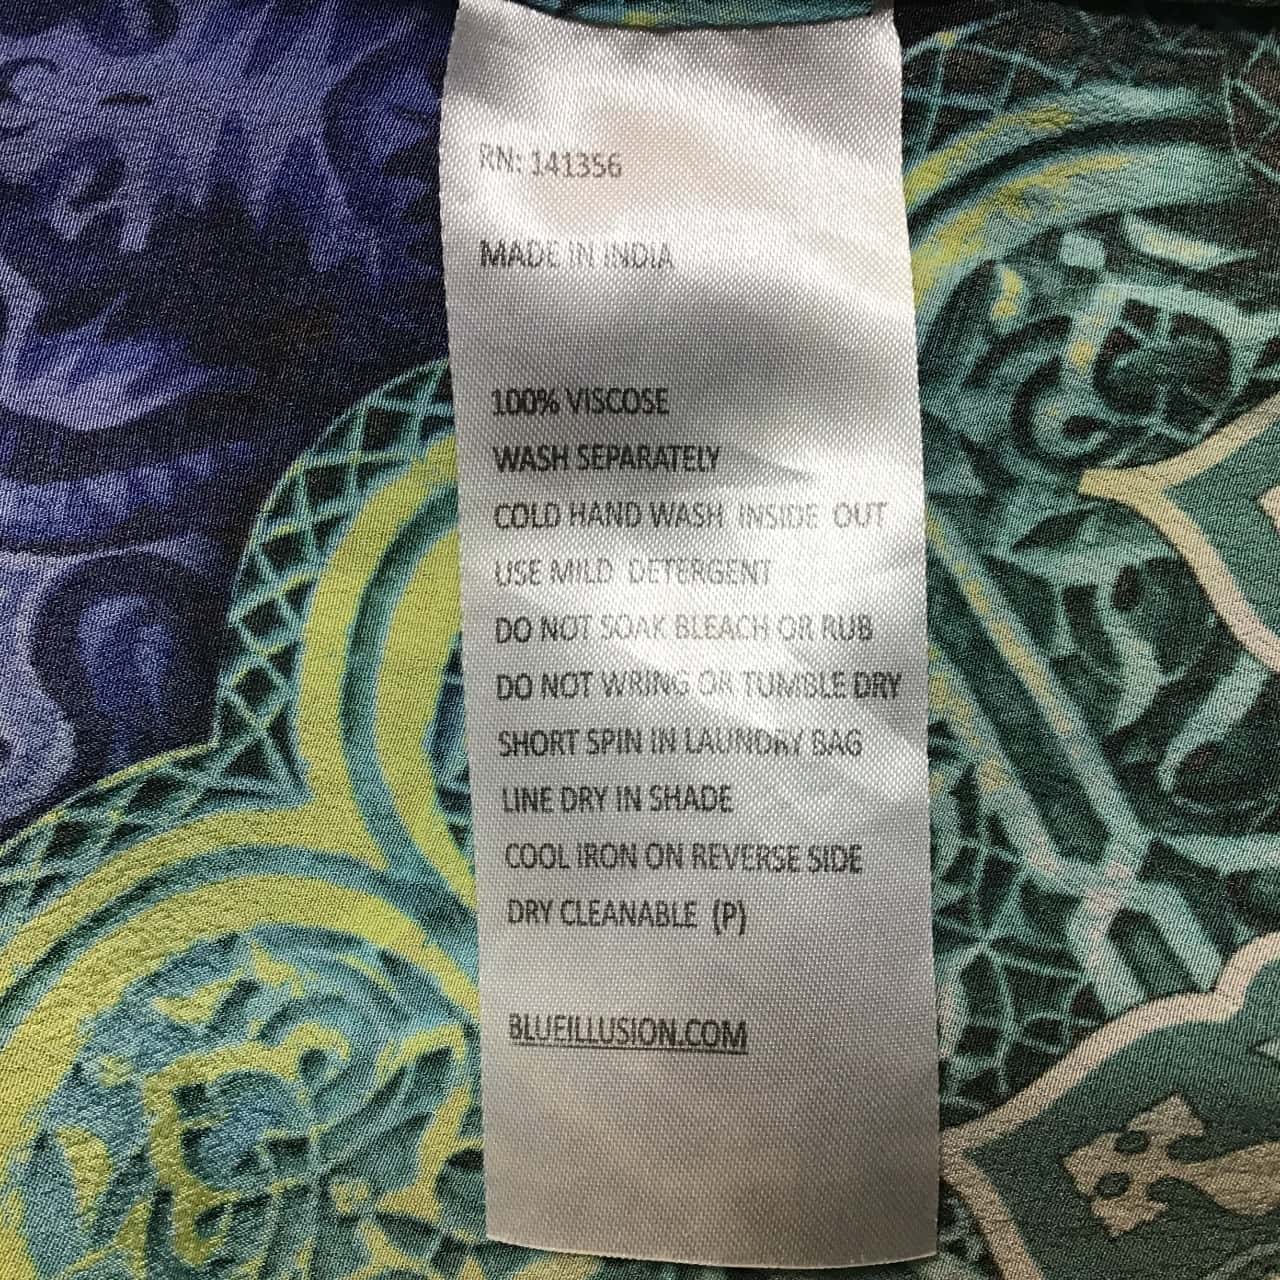 RN: 141356
MADE IN INDIA
100% VISCOSE
WASH SEPARATELY
COLD HAND WASH INSIDE OUT
USE MILD DETERGENT
DO NOT SOAK BLEACH OR RUB
DO NOT WRING OR TUMBLE DRY
SHORT SPIN IN LAUNDRY BAG
LINE DRY IN SHADE
COOL IRON ON REVERSE SIDE
DRY CLEANABLE (P)
BLUEILLUSION.COM